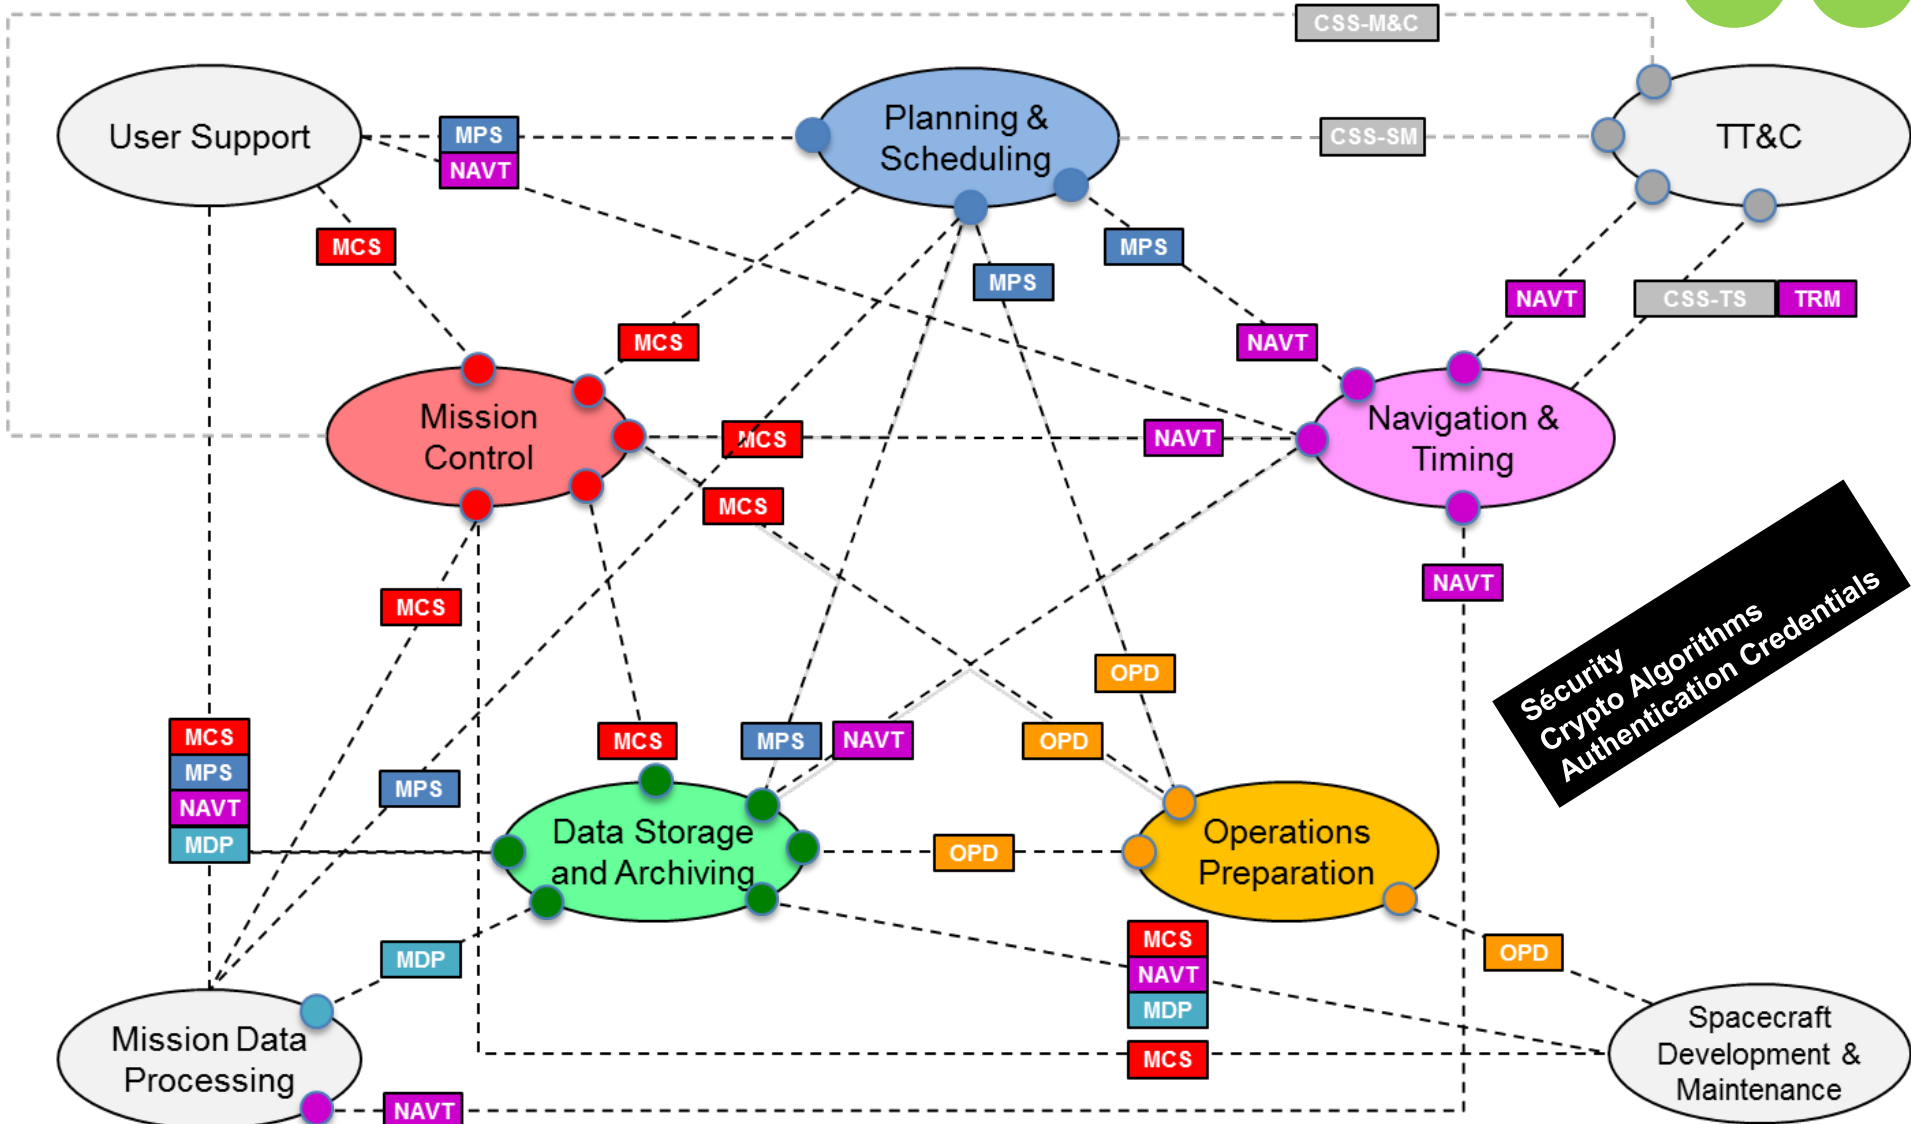 CSS-M&C
User Support
MPS
NAVT
Planning &
Scheduling
CSS-SM
TT&C
MCS
MPS
MPS
NAVT
CSS-TS
TRM
MCS
NAVT
Mission
Control
MCS
NAVT
Navigation &
Timing
MCS
NAVT
MCS
Sécurity
Crypto Algorithms
Authentication Credentials
OPD
MCS
MPS
NAVT
MDP
MCS
MPS
NAVT
OPD
MPS
Data Storage
and Archiving
OPD
Operations
Preparation
MDP
MCS
NAVT
MDP
OPD
Mission Data
Processing
MCS
Spacecraft
Development &
Maintenance
NAVT